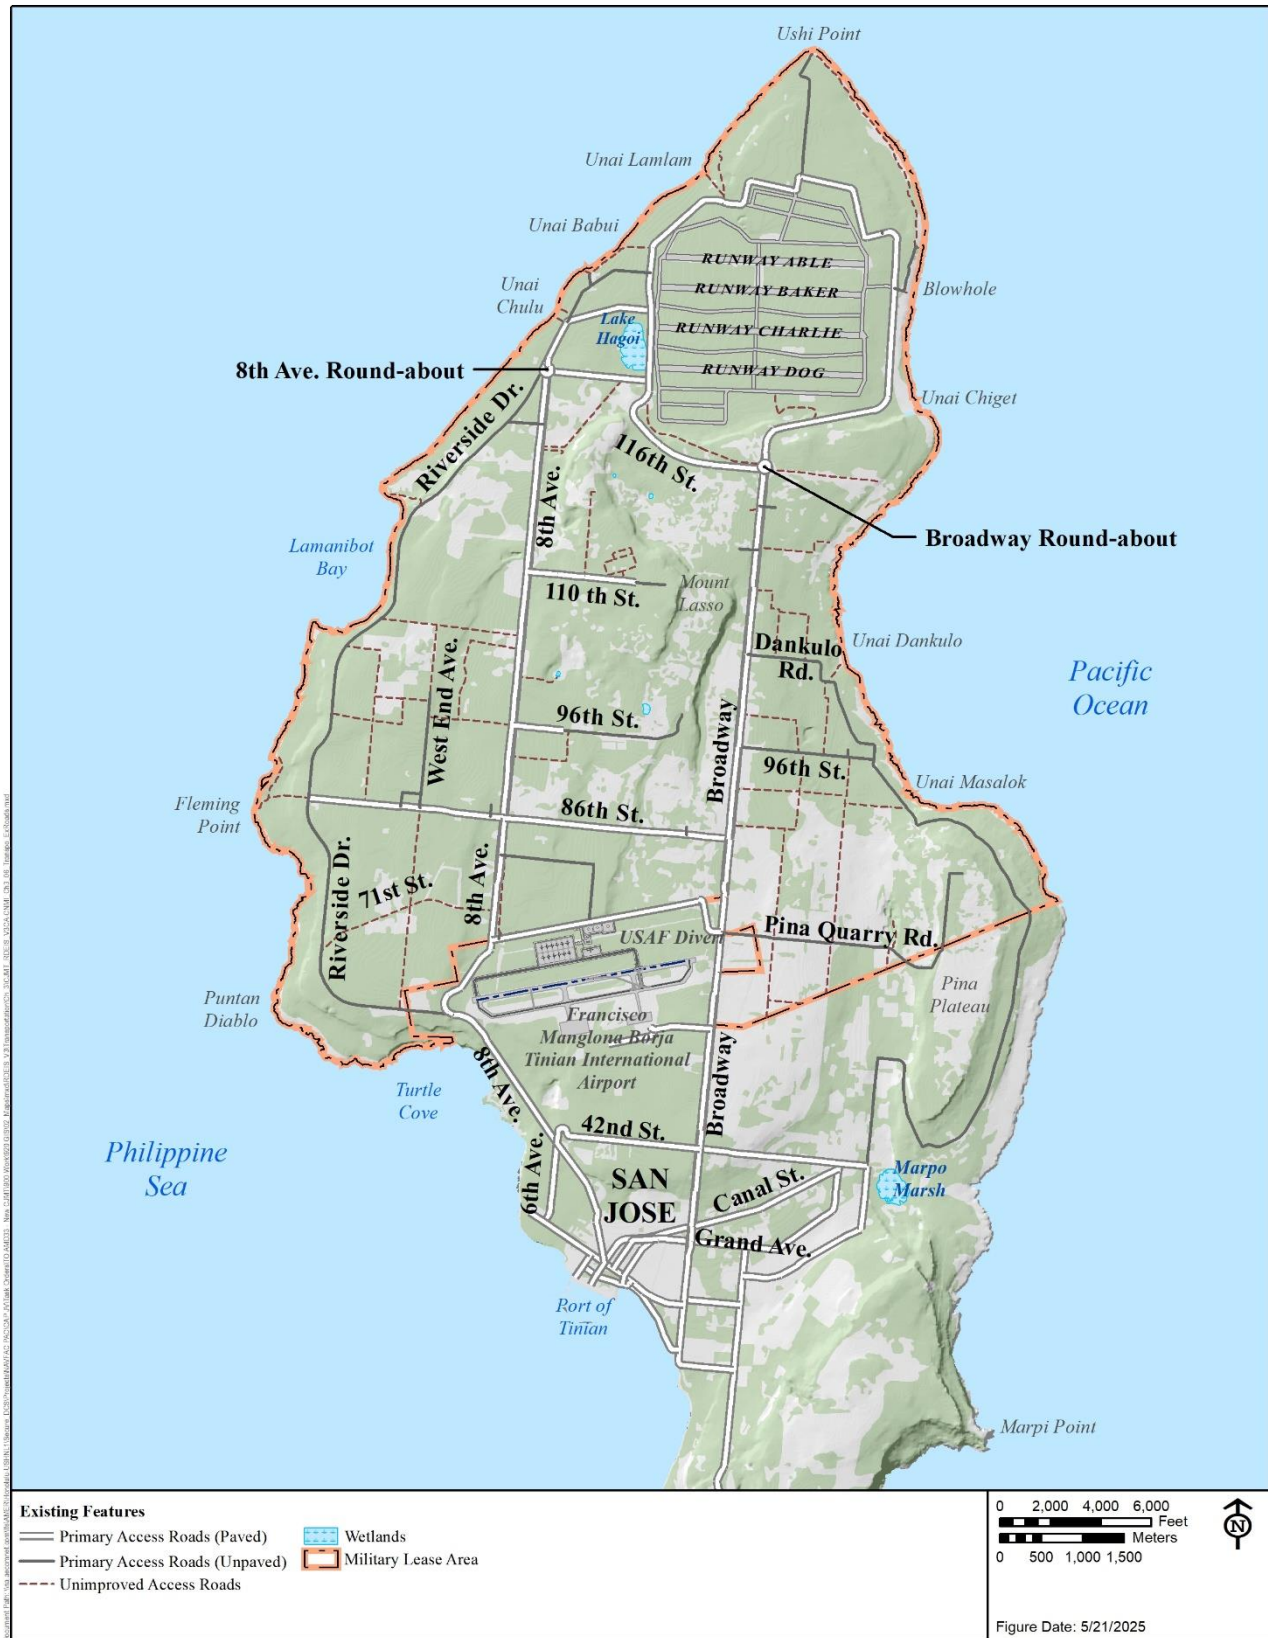 Ushi Point
Unai Lamlam
Unai Babui
RUNWAY ABLE
Unai
Chulu
RUNWAY BAKER
Blowhole
Lake
Hagoi
RUNWAY CHARLIE
8th Ave. Round-about
RUNWAY DOG
Unai Chiget
Riverside Dr.
116th St.
8th Ave.
Broadway Round-about
Lamanibot
Bay
110 th St.
Mount
Lasso
Dankulo
Rd.
Unai Dankulo
Pacific
Ocean
West End Ave.
96th St.
Broadway
96th St.
Unai Masalok
Fleming
Point
86th St.
Riverside Dr.
71st St.
8th Ave.
USAF Divert
Pina Quarry Rd.
Puntan
Diablo
Pina
Plateau
Francisco
Manglona Borja
Tinian International
Airport
Broadway
Turtle
Cove
8th Ave.
42nd St.
6th Ave.
Philippine
Sea
SAN
JOSE
Canal St.
Marpo
Marsh
Grand Ave.
Port of
Tinian
Marpi Point
Existing Features
Primary Access Roads (Paved)
Primary Access Roads (Unpaved)
Unimproved Access Roads
Wetlands
Military Lease Area
0 2,000 4,000 6,000
Feet
Meters
0 500 1,000 1,500
N
Figure Date: 5/21/2025